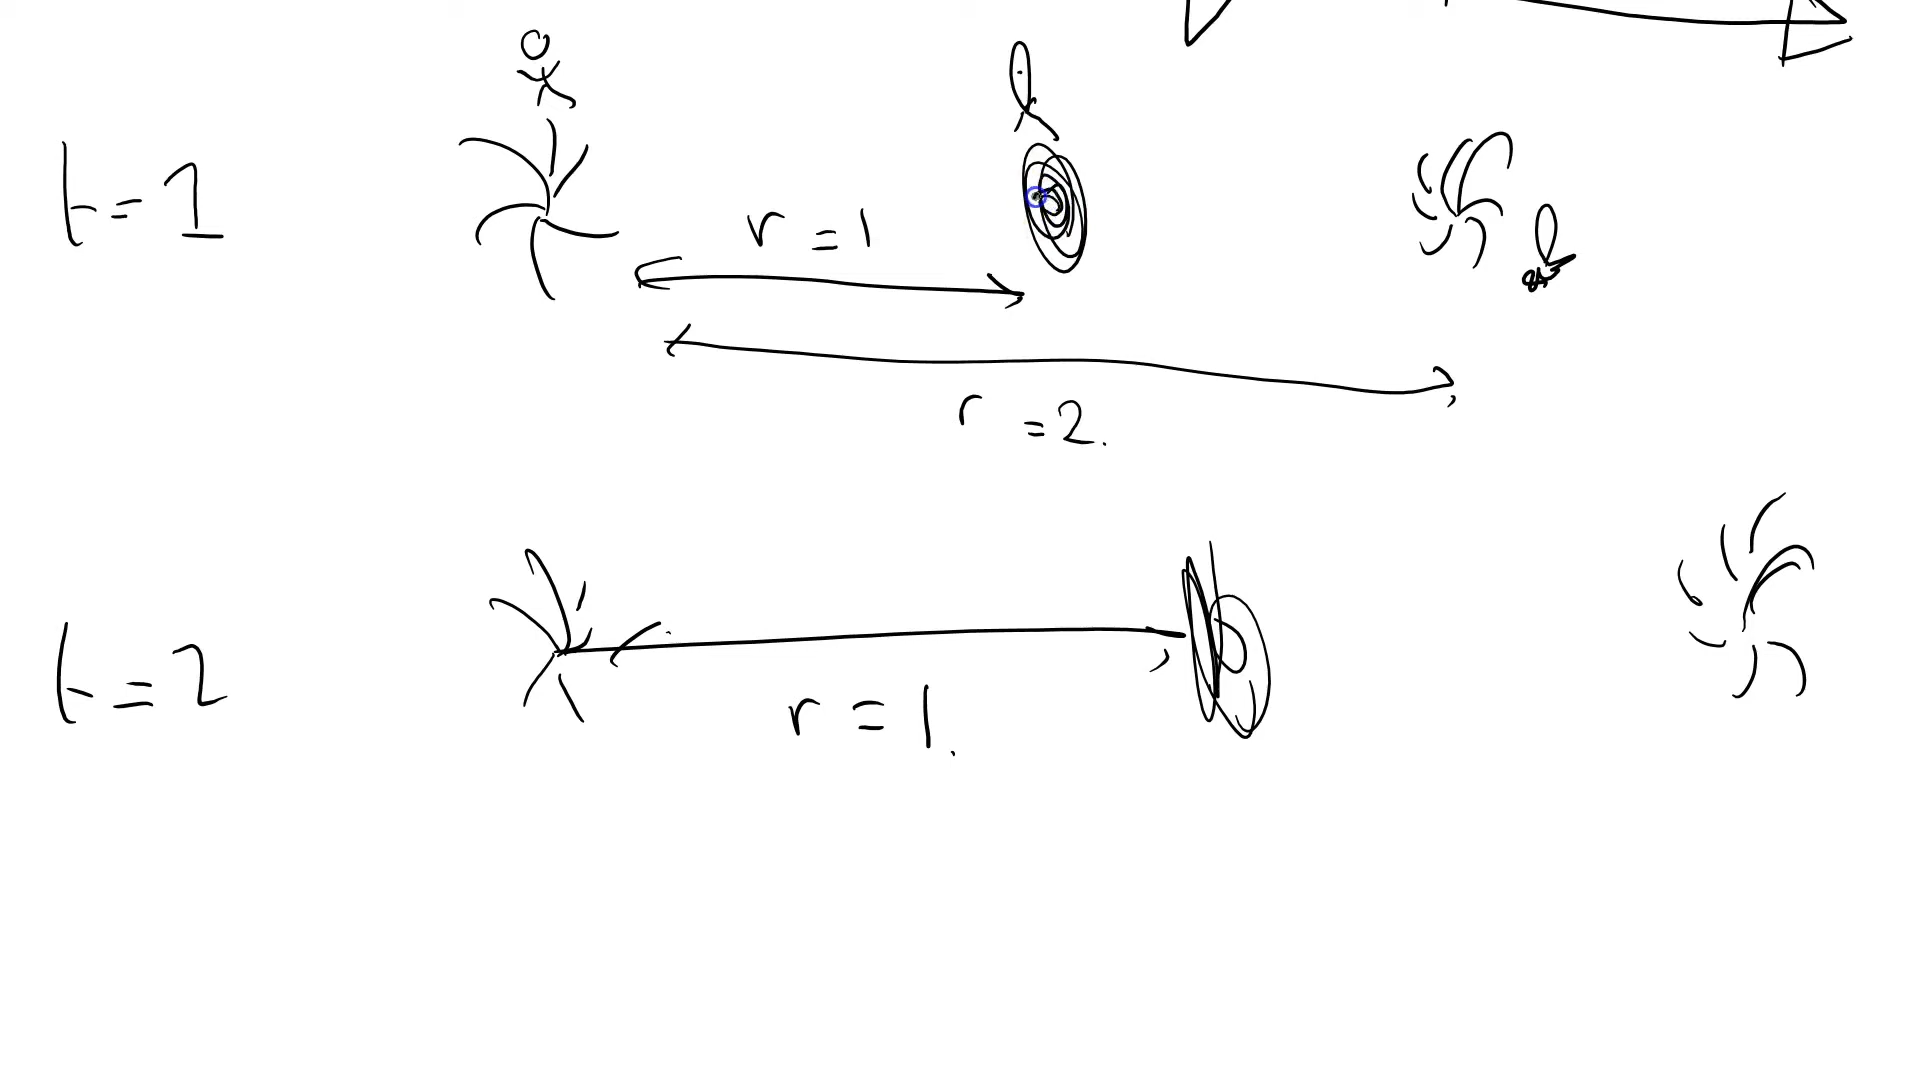 t = 1
r = 1
r = 2.
t = 2
r = 1.